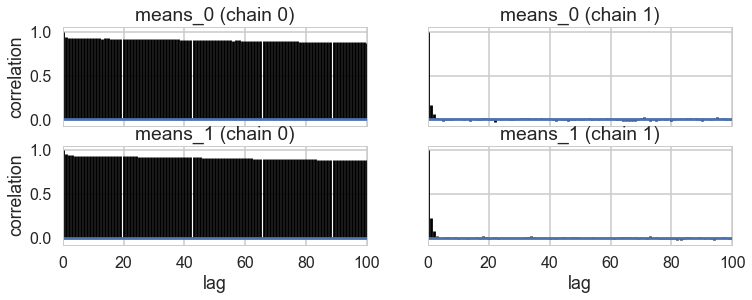 means_0 (chain 0)
means_0 (chain 1)
1.0
0.5
0.0
correlation
means_1 (chain 0)
means_1 (chain 1)
1.0
0.5
0.0
correlation
0 20 40 60 80 100
0 20 40 60 80 100
lag
lag